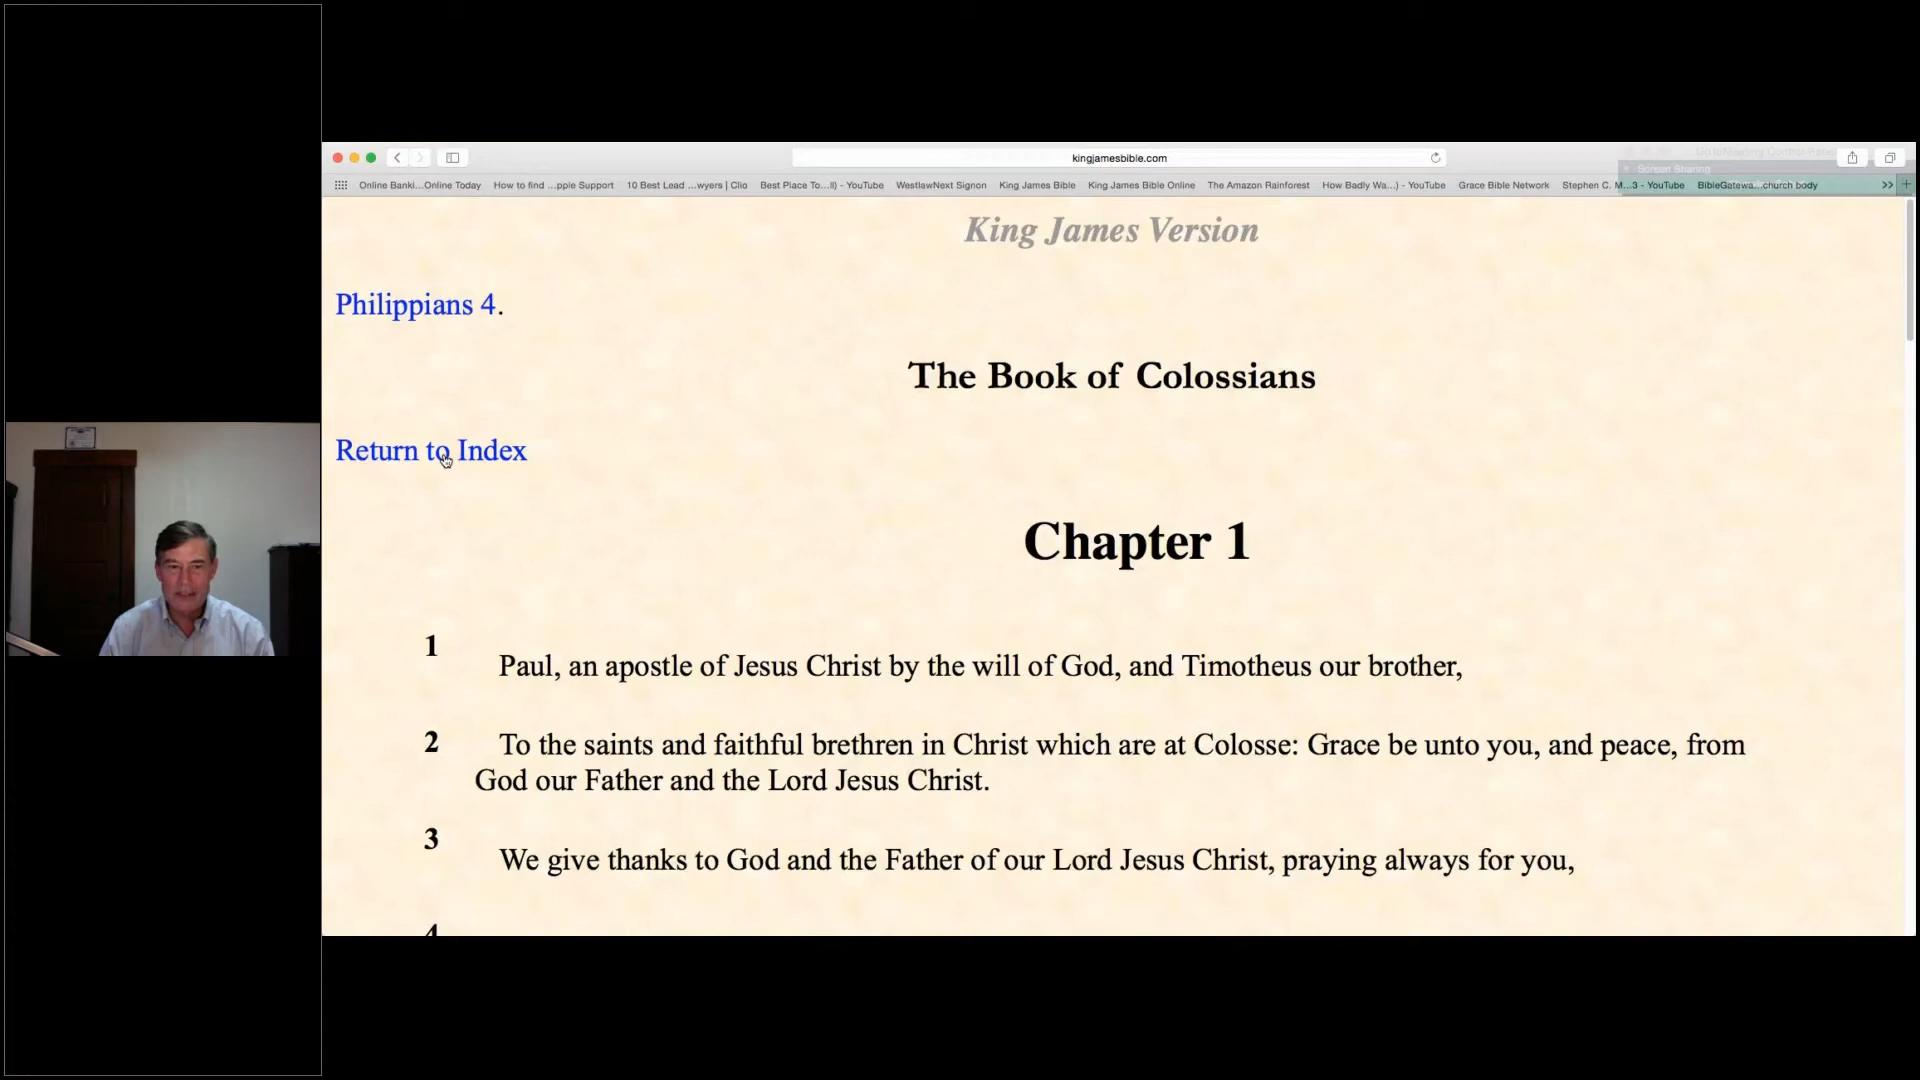 kingjamesbible.com
Screen Sharing
Online Banki...Online Today
How to find ...pple Support
10 Best Lead ...wyers | Clio
Best Place To...ll) - YouTube
WestlawNext Signon
King James Bible
King James Bible Online
The Amazon Rainforest
How Badly Wa...) - YouTube
Grace Bible Network
Stephen C. M...3 - YouTube
BibleGatewa...church body
King James Version
Philippians 4.
The Book of Colossians
Return to Index
Chapter 1
1
Paul, an apostle of Jesus Christ by the will of God, and Timotheus our brother,
2
To the saints and faithful brethren in Christ which are at Colosse: Grace be unto you, and peace, from
God our Father and the Lord Jesus Christ.
3
We give thanks to God and the Father of our Lord Jesus Christ, praying always for you,
4